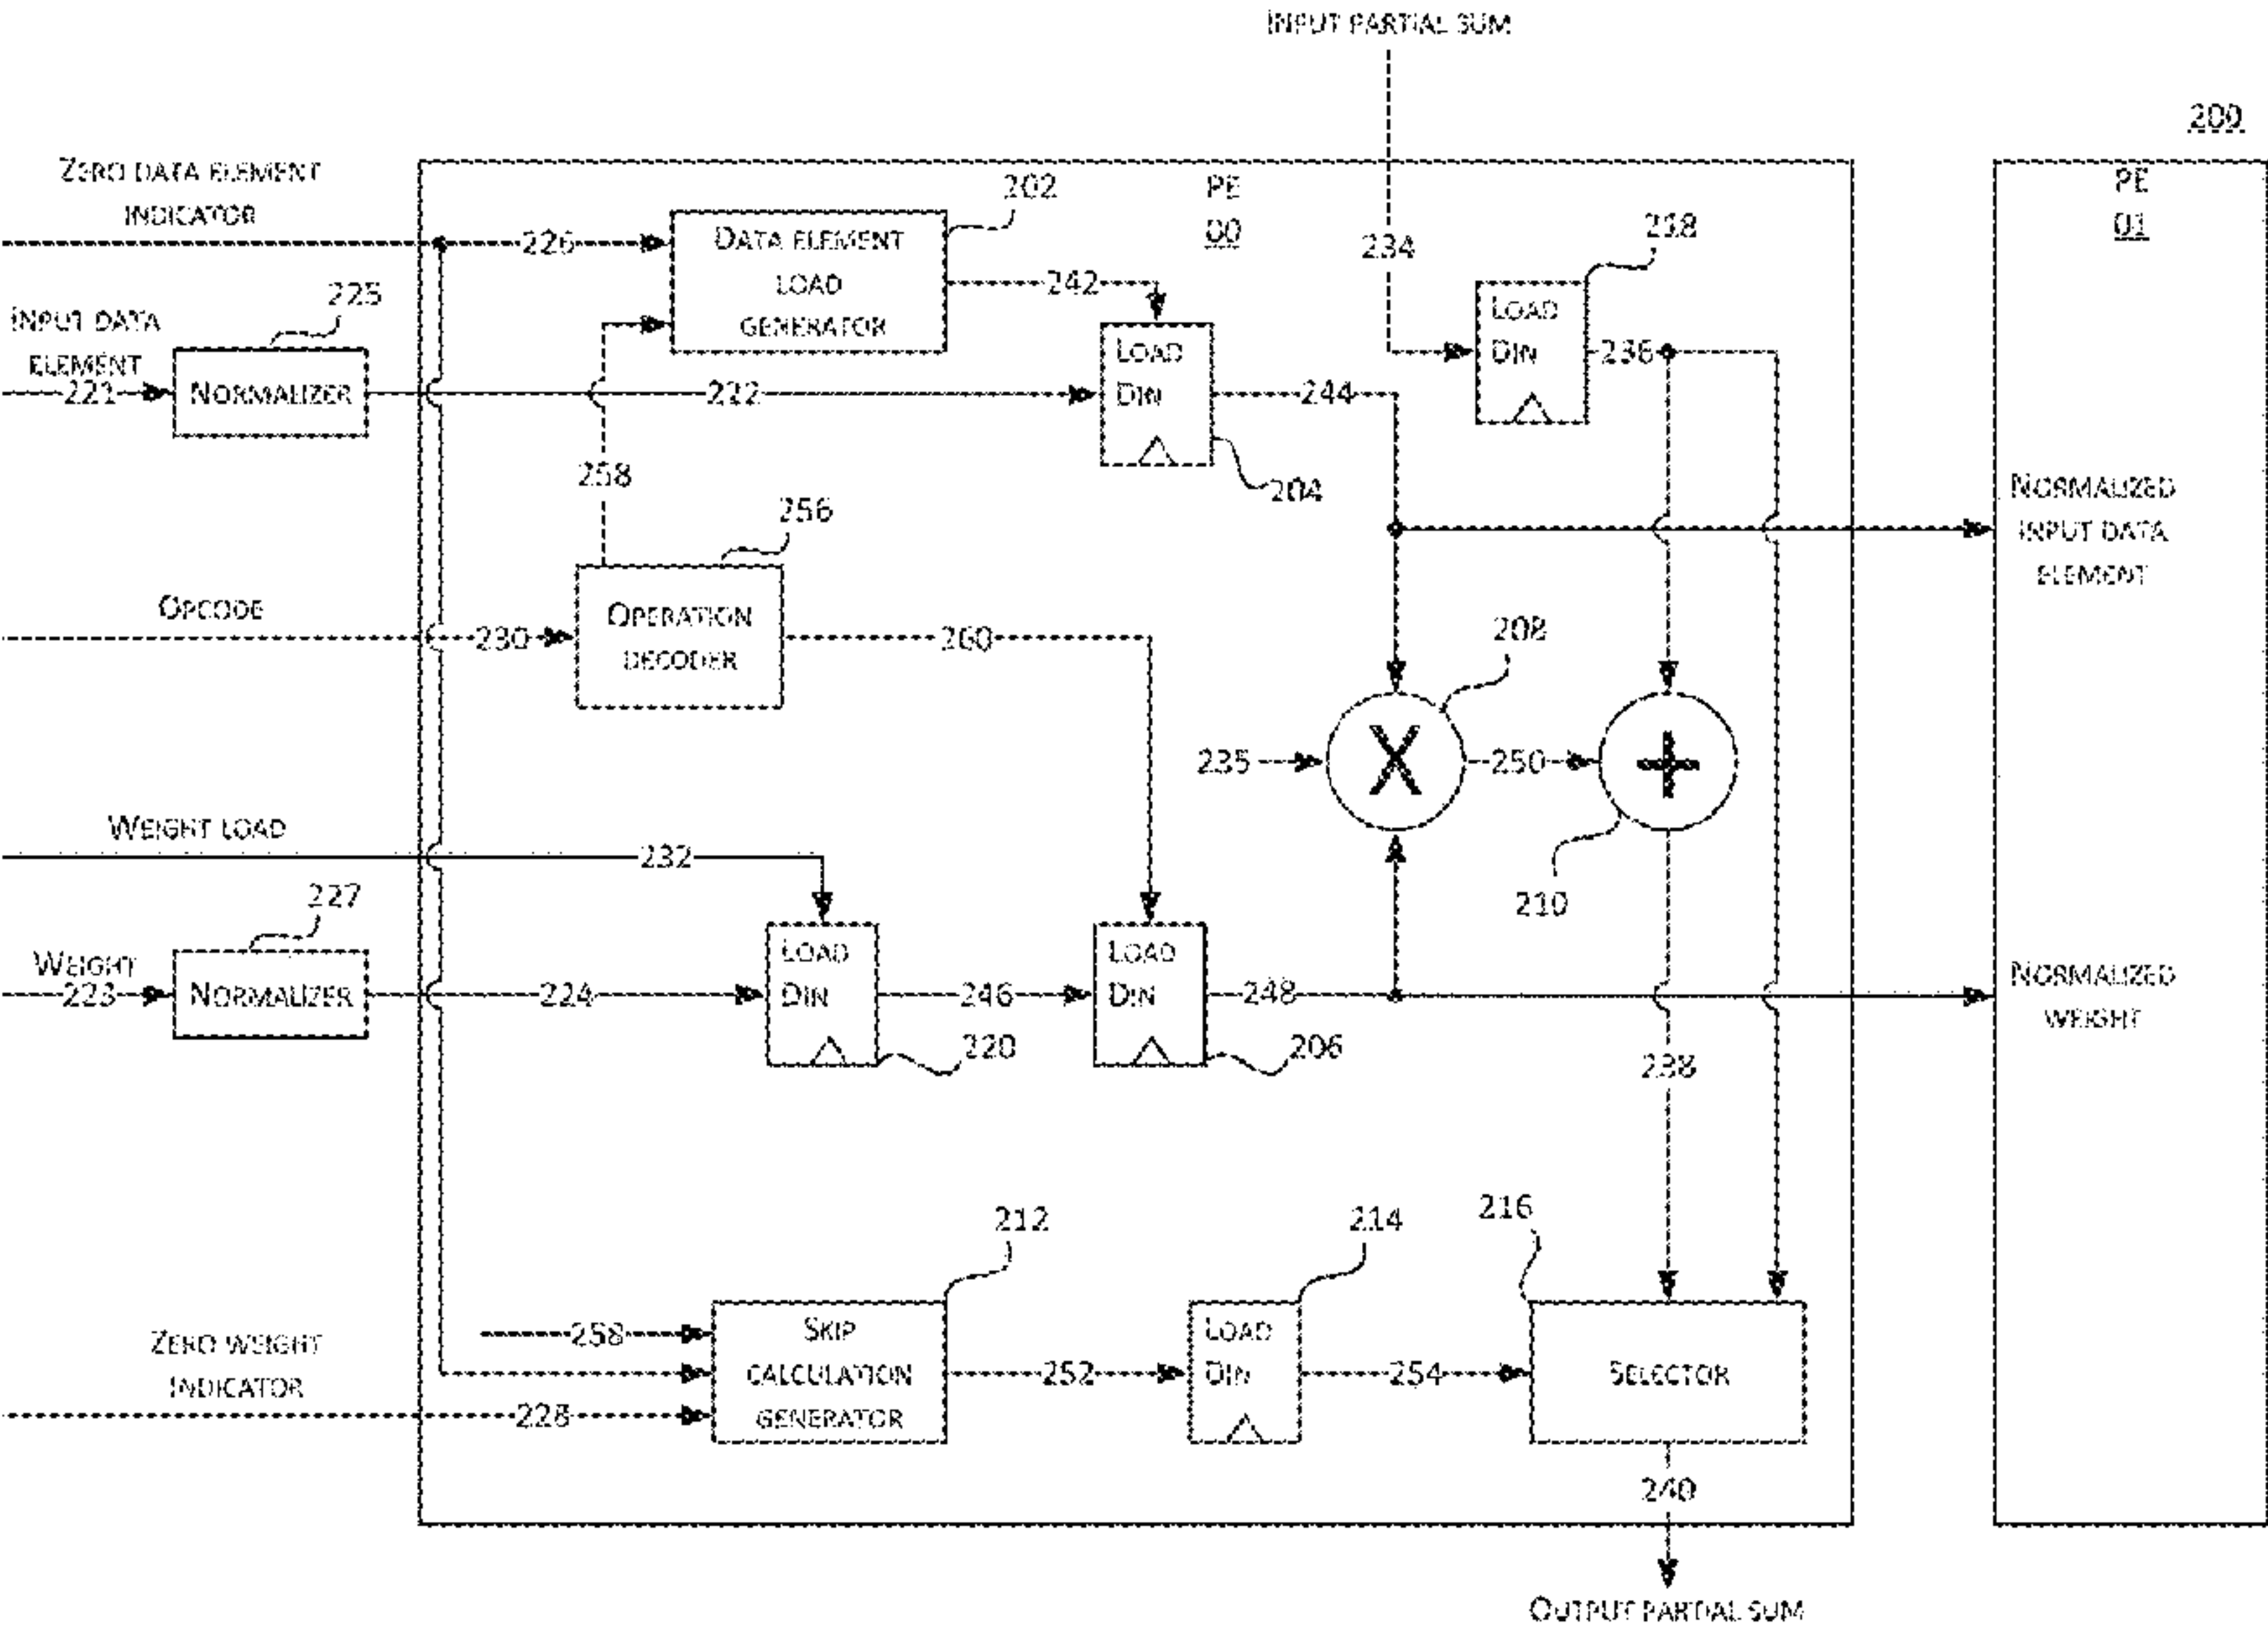 INPUT PARTIAL SUM
200
ZERO DATA ELEMENT
INDICATOR
PE
00
PE
01
202
226
DATA ELEMENT
LOAD
GENERATOR
242
234
218
LOAD
DIN
236
225
INPUT DATA
ELEMENT
221
NORMALIZER
222
LOAD
DIN
244
204
258
256
NORMALIZED
INPUT DATA
ELEMENT
OPCODE
230
OPERATION
DECODER
260
208
235
X
250
+
210
WEIGHT LOAD
232
227
WEIGHT
223
NORMALIZER
224
LOAD
DIN
246
LOAD
DIN
248
220
206
NORMALIZED
WEIGHT
238
212
214
216
ZERO WEIGHT
INDICATOR
258
228
SKIP
CALCULATION
GENERATOR
252
LOAD
DIN
254
SELECTOR
240
OUTPUT PARTIAL SUM